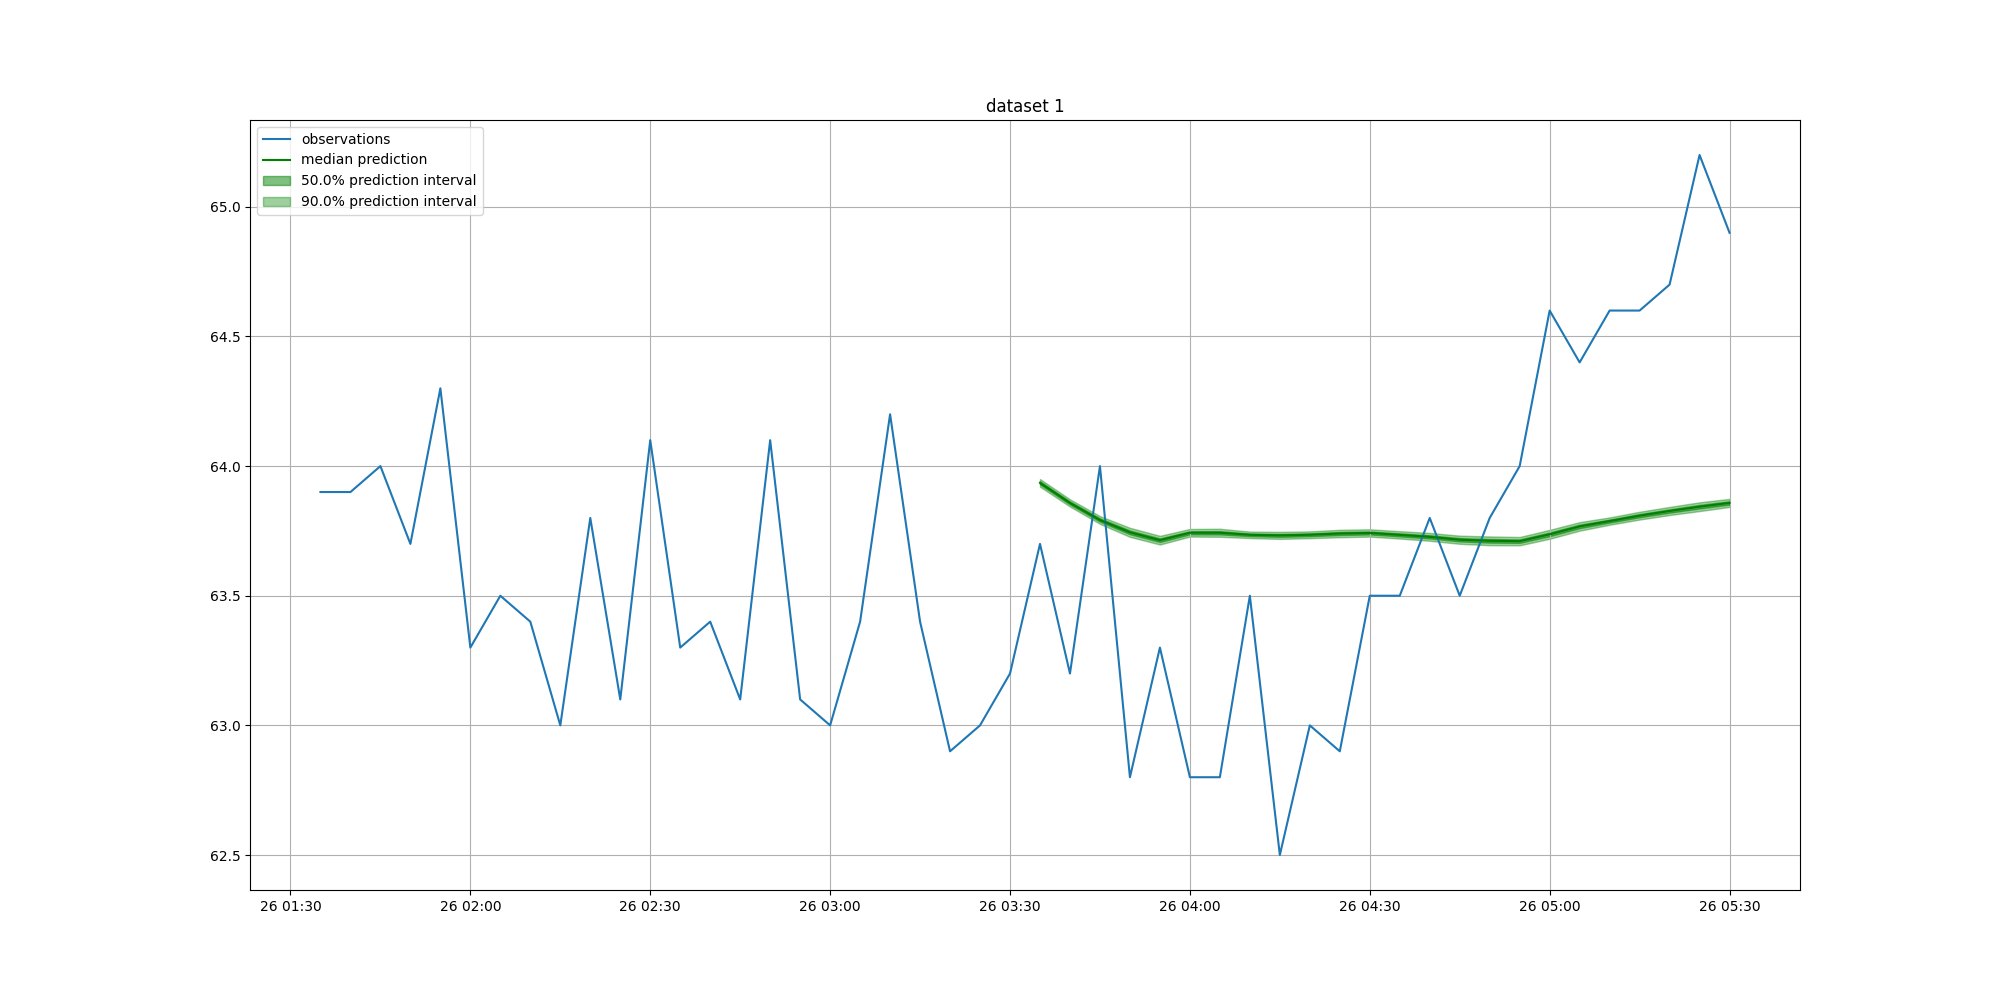 dataset 1
observations
median prediction
50.0% prediction interval
90.0% prediction interval
65.0
64.5
64.0
63.5
63.0
62.5
26 01:30 26 02:00 26 02:30 26 03:00 26 03:30 26 04:00 26 04:30 26 05:00 26 05:30